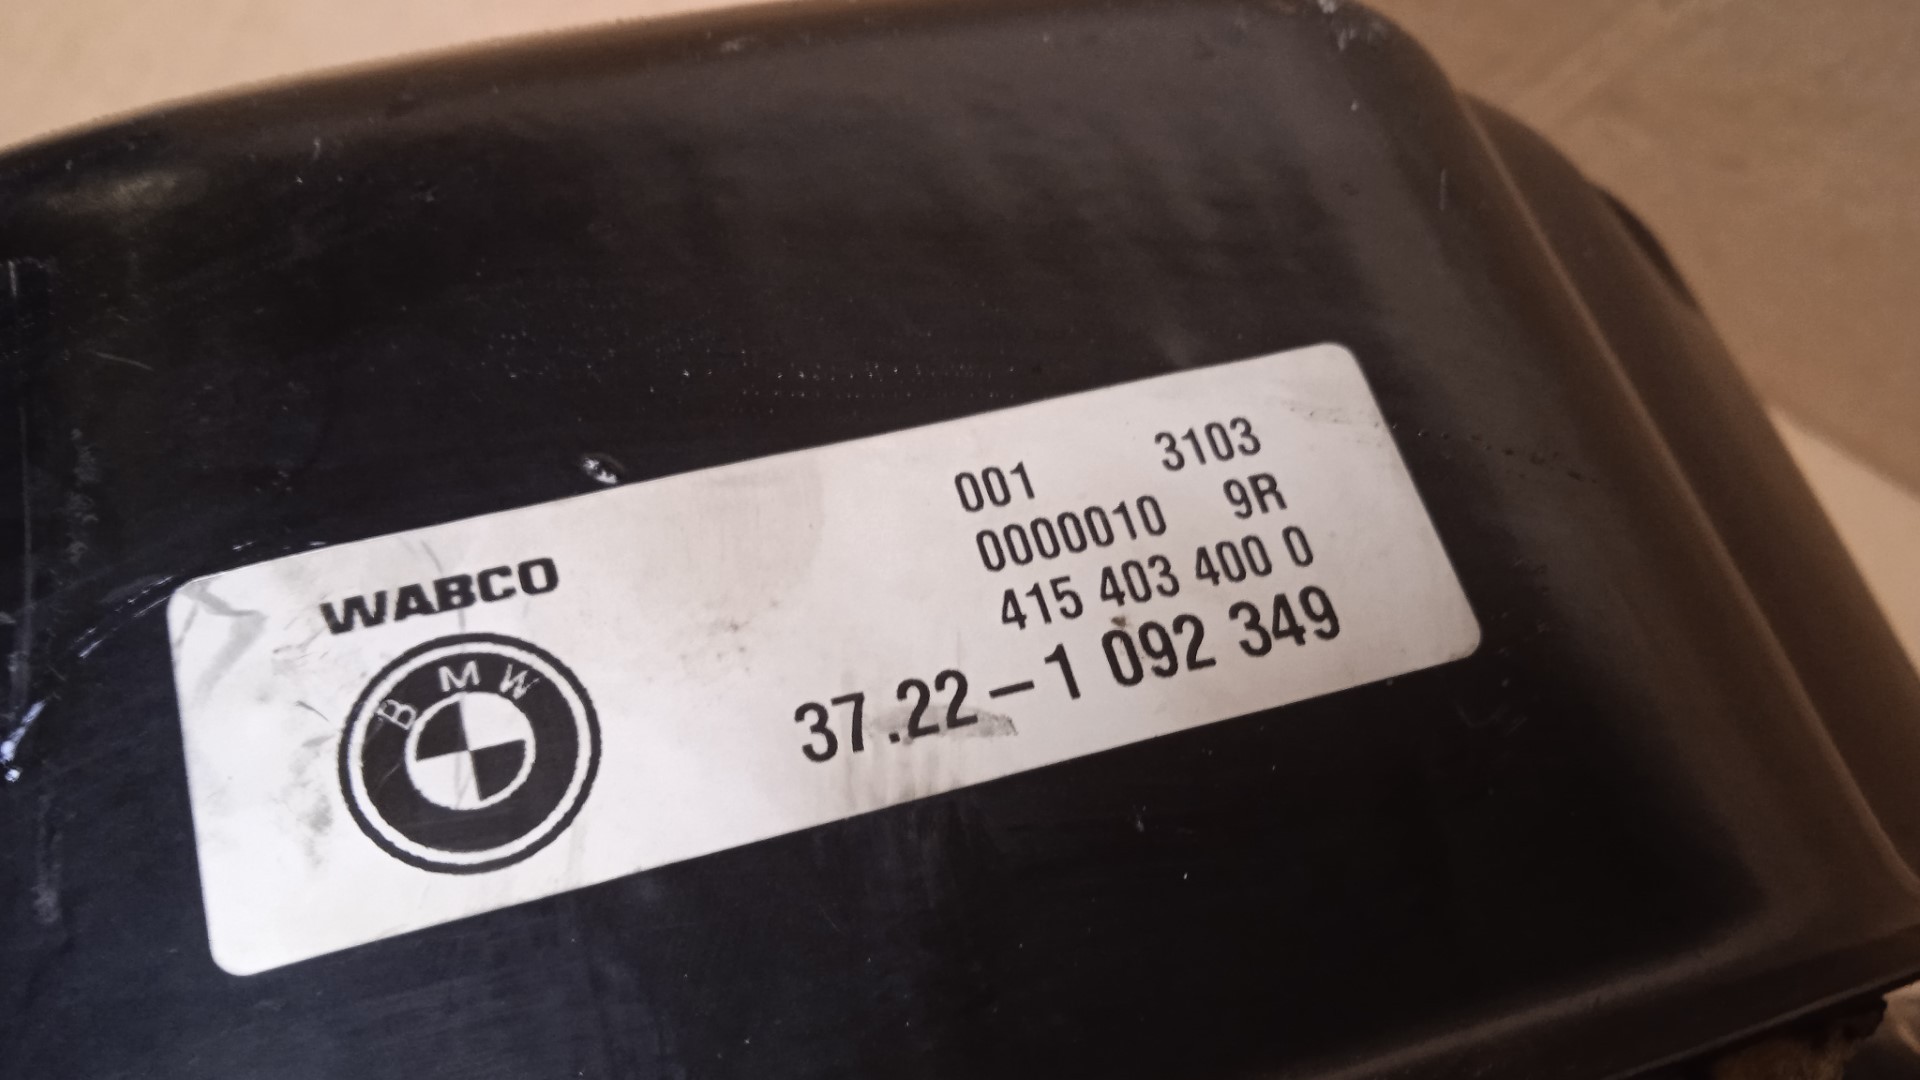 001 3103
0000010 9R
415 403 400 0
WABCO
BMW
37.22-1 092 349